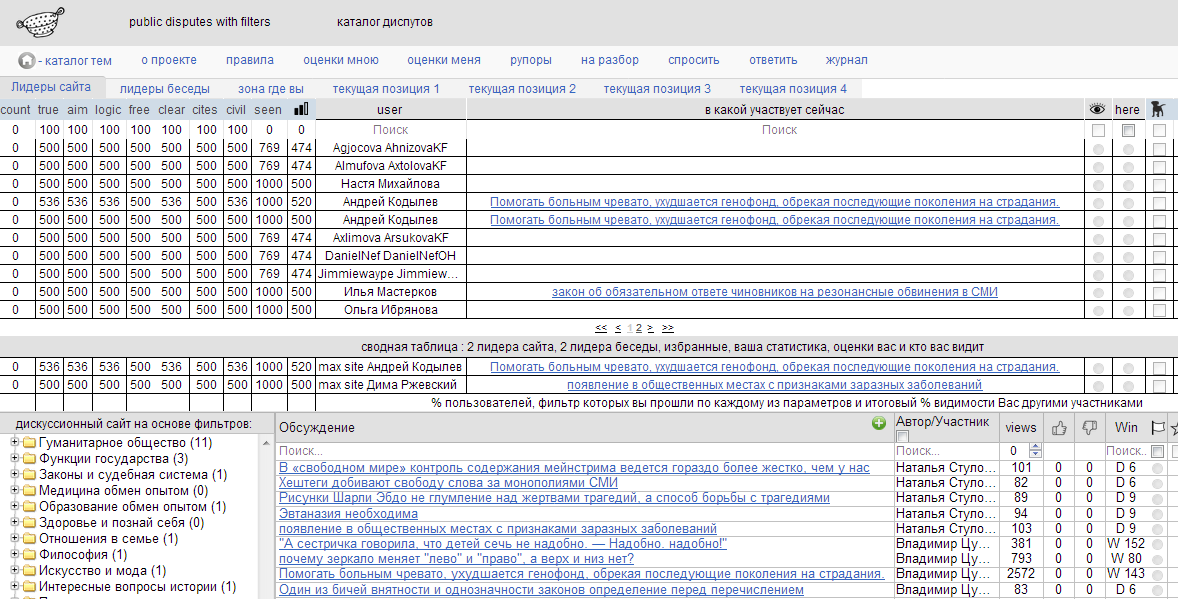 public disputes with filters каталог диспутов
- каталог тем о проекте правила оценки мною оценки меня рупоры на разбор спросить ответить журнал
Лидеры сайта лидеры беседы зона где вы текущая позиция 1 текущая позиция 2 текущая позиция 3 текущая позиция 4
count true aim logic free clear cites civil seen user в какой участвует сейчас here
0 100 100 100 100 100 100 100 0 0 Поиск Поиск
0 500 500 500 500 500 500 500 769 474 Agjocova AhnizovaKF
0 500 500 500 500 500 500 500 769 474 Almufova AxtolovaKF
0 500 500 500 500 500 500 500 1000 500 Настя Михайлова
0 536 536 536 500 536 500 536 1000 520 Андрей Кодылев Помогать больным чревато, ухудшается генофонд, обрекая последующие поколения на страдания.
0 500 500 500 500 500 500 500 1000 500 Андрей Кодылев Помогать больным чревато, ухудшается генофонд, обрекая последующие поколения на страдания.
0 500 500 500 500 500 500 500 769 474 Axlimova ArsukovaKF
0 500 500 500 500 500 500 500 769 474 DanielNef DanielNefOH
0 500 500 500 500 500 500 500 769 474 Jimmiewaype Jimmiew...
0 500 500 500 500 500 500 500 1000 500 Илья Мастерков закон об обязательном ответе чиновников на резонансные обвинения в СМИ
0 500 500 500 500 500 500 500 1000 500 Ольга Ибрянова
<< < 1 2 > >>
сводная таблица : 2 лидера сайта, 2 лидера беседы, избранные, ваша статистика, оценки вас и кто вас видит
0 536 536 536 500 536 500 536 1000 520 max site Андрей Кодылев Помогать больным чревато, ухудшается генофонд, обрекая последующие поколения на страдания.
0 500 500 500 500 500 500 500 1000 500 max site Дима Ржевский появление в общественных местах с признаками заразных заболеваний
% пользователей, фильтр которых вы прошли по каждому из параметров и итоговый % видимости Вас другими участниками
дискуссионный сайт на основе фильтров:
Гуманитарное общество (11)
Функции государства (3)
Законы и судебная система (1)
Медицина обмен опытом (0)
Образование обмен опытом (1)
Здоровье и познай себя (0)
Отношения в семье (1)
Философия (1)
Искусство и мода (1)
Интересные вопросы истории (1)
Обсуждение Автор/Участник views Win
Поиск... Поиск... 0 Поиск..
В «свободном мире» контроль содержания мейнстрима ведется гораздо более жестко, чем у нас Наталья Стуло... 101 0 0 D 6
Хештеги добивают свободу слова за монополиями СМИ Наталья Стуло... 82 0 0 D 6
Рисунки Шарли Эбдо не глумление над жертвами трагедий, а способ борьбы с трагедиями Наталья Стуло... 89 0 0 D 9
Эвтаназия необходима Наталья Стуло... 94 0 0 D 9
появление в общественных местах с признаками заразных заболеваний Наталья Стуло... 103 0 0 D 9
"А сестричка говорила, что детей сечь не надобно. — Надобно. надобно!" Владимир Цу... 381 0 0 W 152
почему зеркало меняет "лево" и "право", а верх и низ нет? Владимир Цу... 793 0 0 W 80
Помогать больным чревато, ухудшается генофонд, обрекая последующие поколения на страдания. Владимир Цу... 2572 0 0 W 143
Один из бичей внятности и однозначности законов определение перед перечислением Владимир Цу... 83 0 0 D 6